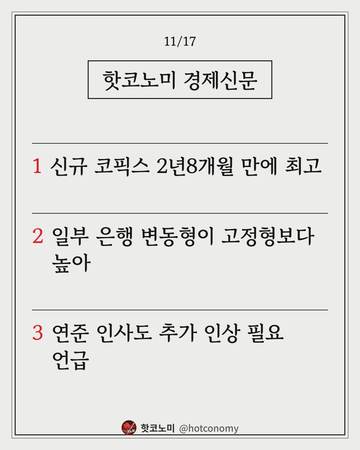 11/17
핫코노미 경제신문
1 신규 코픽스 2년8개월 만에 최고
2 일부 은행 변동형이 고정형보다
높아
3 연준 인사도 추가 인상 필요
언급
핫코노미 @hotconomy